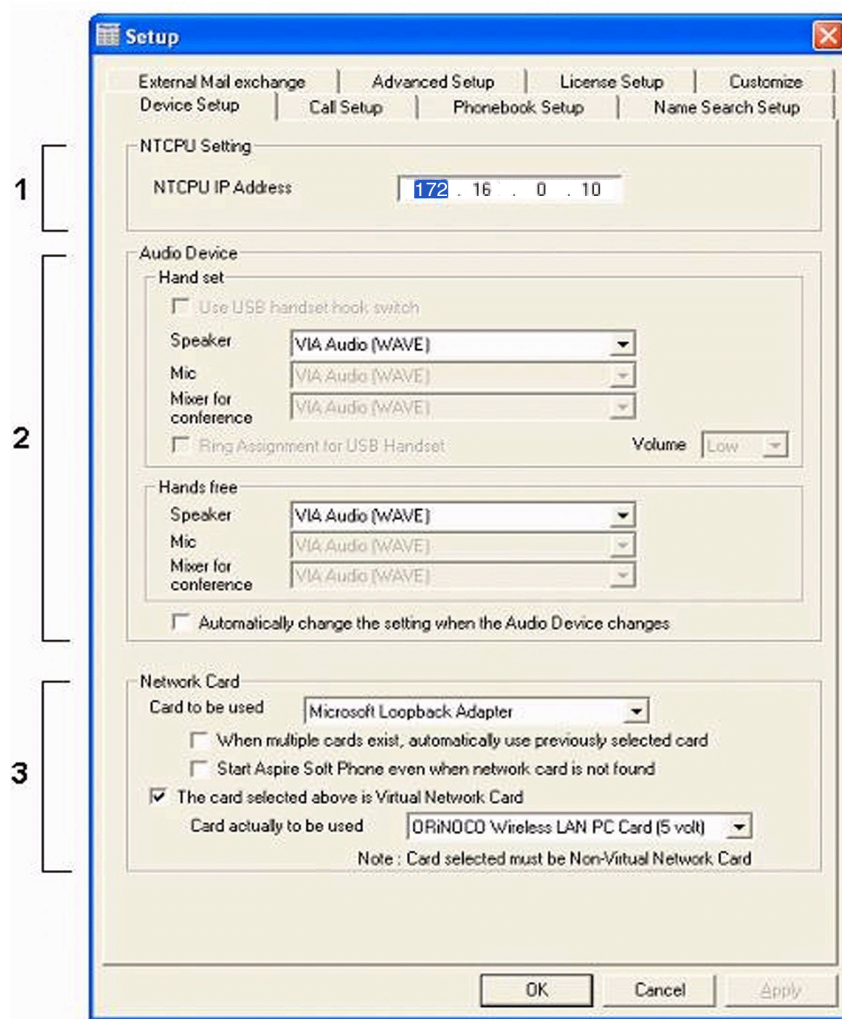 Setup
External Mail exchange Advanced Setup License Setup Customize
Device Setup Call Setup Phonebook Setup Name Search Setup
1
NTCPU Setting
NTCPU IP Address 172 . 16 . 0 . 10
2
Audio Device
Hand set
Use USB handset hook switch
Speaker VIA Audio (WAVE)
Mic VIA Audio (WAVE)
Mixer for
conference VIA Audio (WAVE)
Ring Assignment for USB Handset Volume Low
Hands free
Speaker VIA Audio (WAVE)
Mic VIA Audio (WAVE)
Mixer for
conference VIA Audio (WAVE)
Automatically change the setting when the Audio Device changes
3
Network Card
Card to be used Microsoft Loopback Adapter
When multiple cards exist, automatically use previously selected card
Start Aspire Soft Phone even when network card is not found
The card selected above is Virtual Network Card
Card actually to be used ORiNOCO Wireless LAN PC Card (5 volt)
Note : Card selected must be Non-Virtual Network Card
OK Cancel Apply